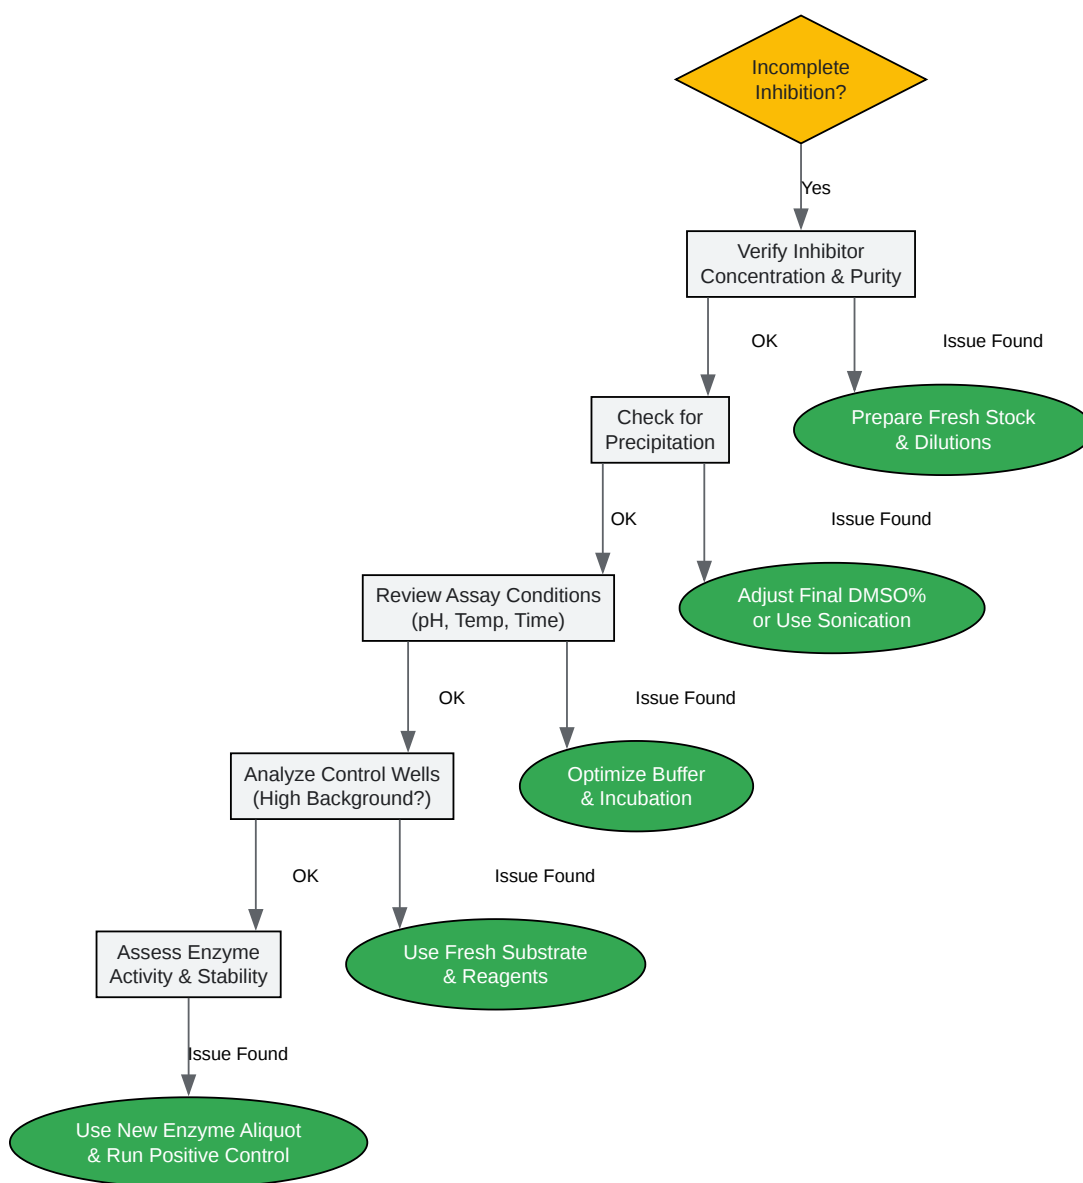 Incomplete
Inhibition?
Yes
Verify Inhibitor
Concentration & Purity
OK
Issue Found
Check for
Precipitation
Prepare Fresh Stock
& Dilutions
OK
Issue Found
Review Assay Conditions
(pH, Temp, Time)
Adjust Final DMSO%
or Use Sonication
OK
Issue Found
Analyze Control Wells
(High Background?)
Optimize Buffer
& Incubation
OK
Issue Found
Assess Enzyme
Activity & Stability
Use Fresh Substrate
& Reagents
Issue Found
Use New Enzyme Aliquot
& Run Positive Control